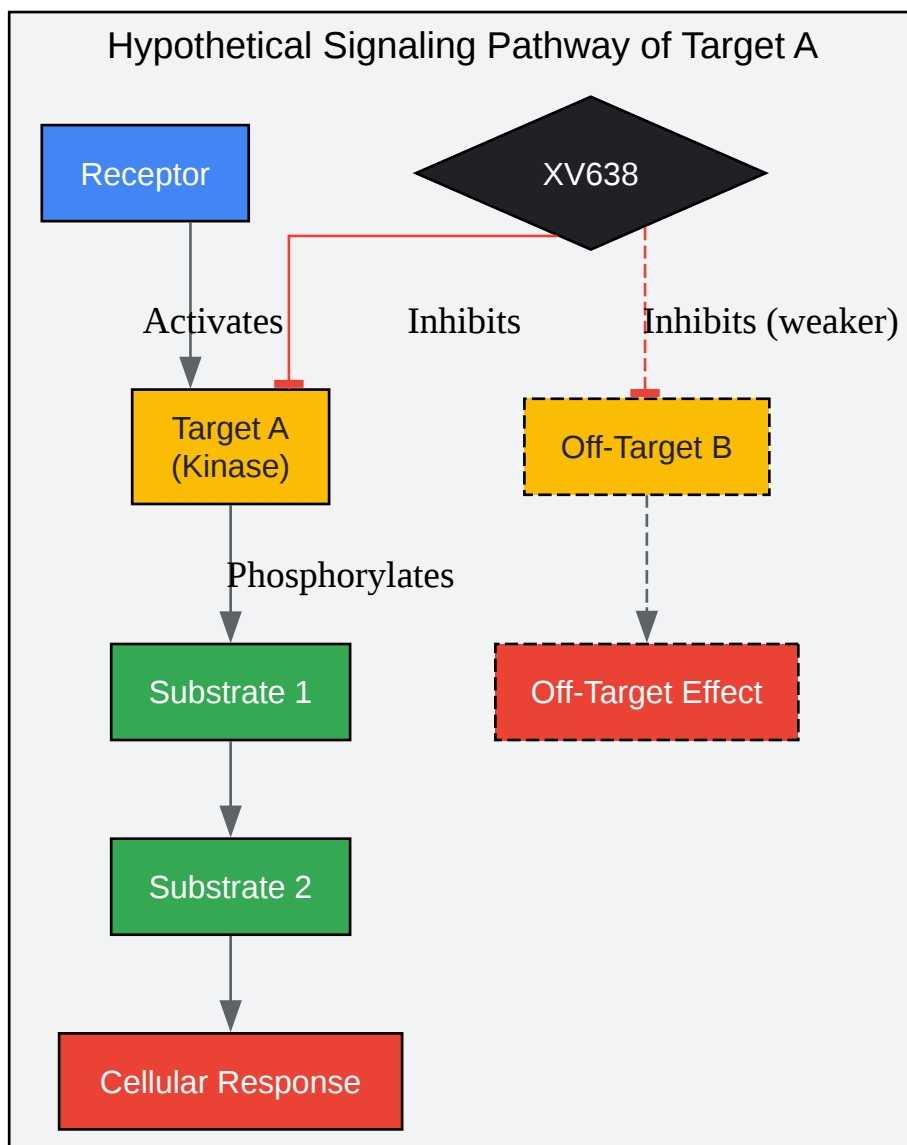 Hypothetical Signaling Pathway of Target A
Receptor
XV638
Activates
Inhibits
Inhibits (weaker)
Target A
(Kinase)
Off-Target B
Phosphorylates
Substrate 1
Off-Target Effect
Substrate 2
Cellular Response